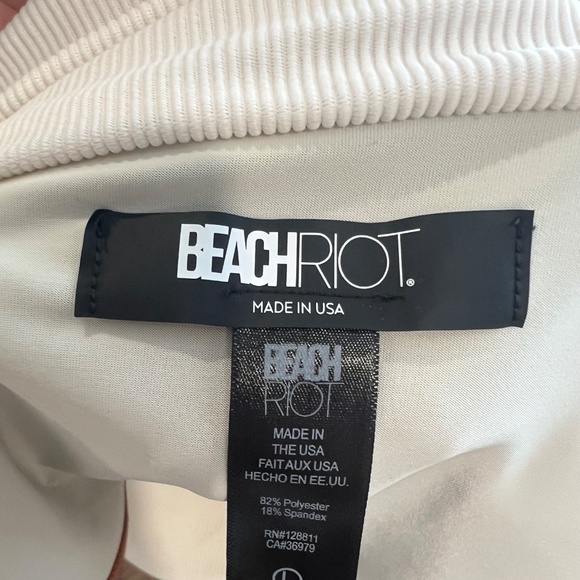 BEACHRIOT®
MADE IN USA
BEACH
RIOT
MADE IN
THE USA
FAIT AUX USA
HECHO EN EE.UU.
82% Polyester
18% Spandex
RN#128811
CA#36979